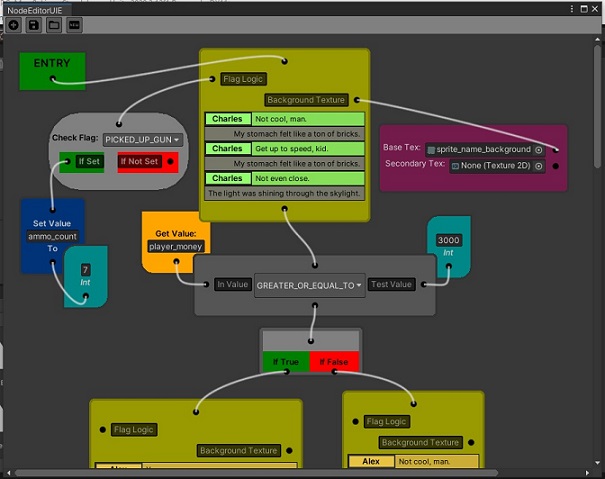 NodeEditorUIE
ENTRY
Flag Logic
Background Texture
Charles Not cool, man.
My stomach felt like a ton of bricks.
Charles Get up to speed, kid.
My stomach felt like a ton of bricks.
Charles Not even close.
The light was shining through the skylight.
Check Flag: PICKED_UP_GUN
If Set If Not Set
Base Tex: sprite_name_background
Secondary Tex: None (Texture 2D)
Set Value
ammo_count
To
7
Int
Get Value:
player_money
3000
Int
In Value GREATER_OR_EQUAL_TO Test Value
If True If False
Flag Logic
Background Texture
Alex
Flag Logic
Background Texture
Alex Not cool, man.